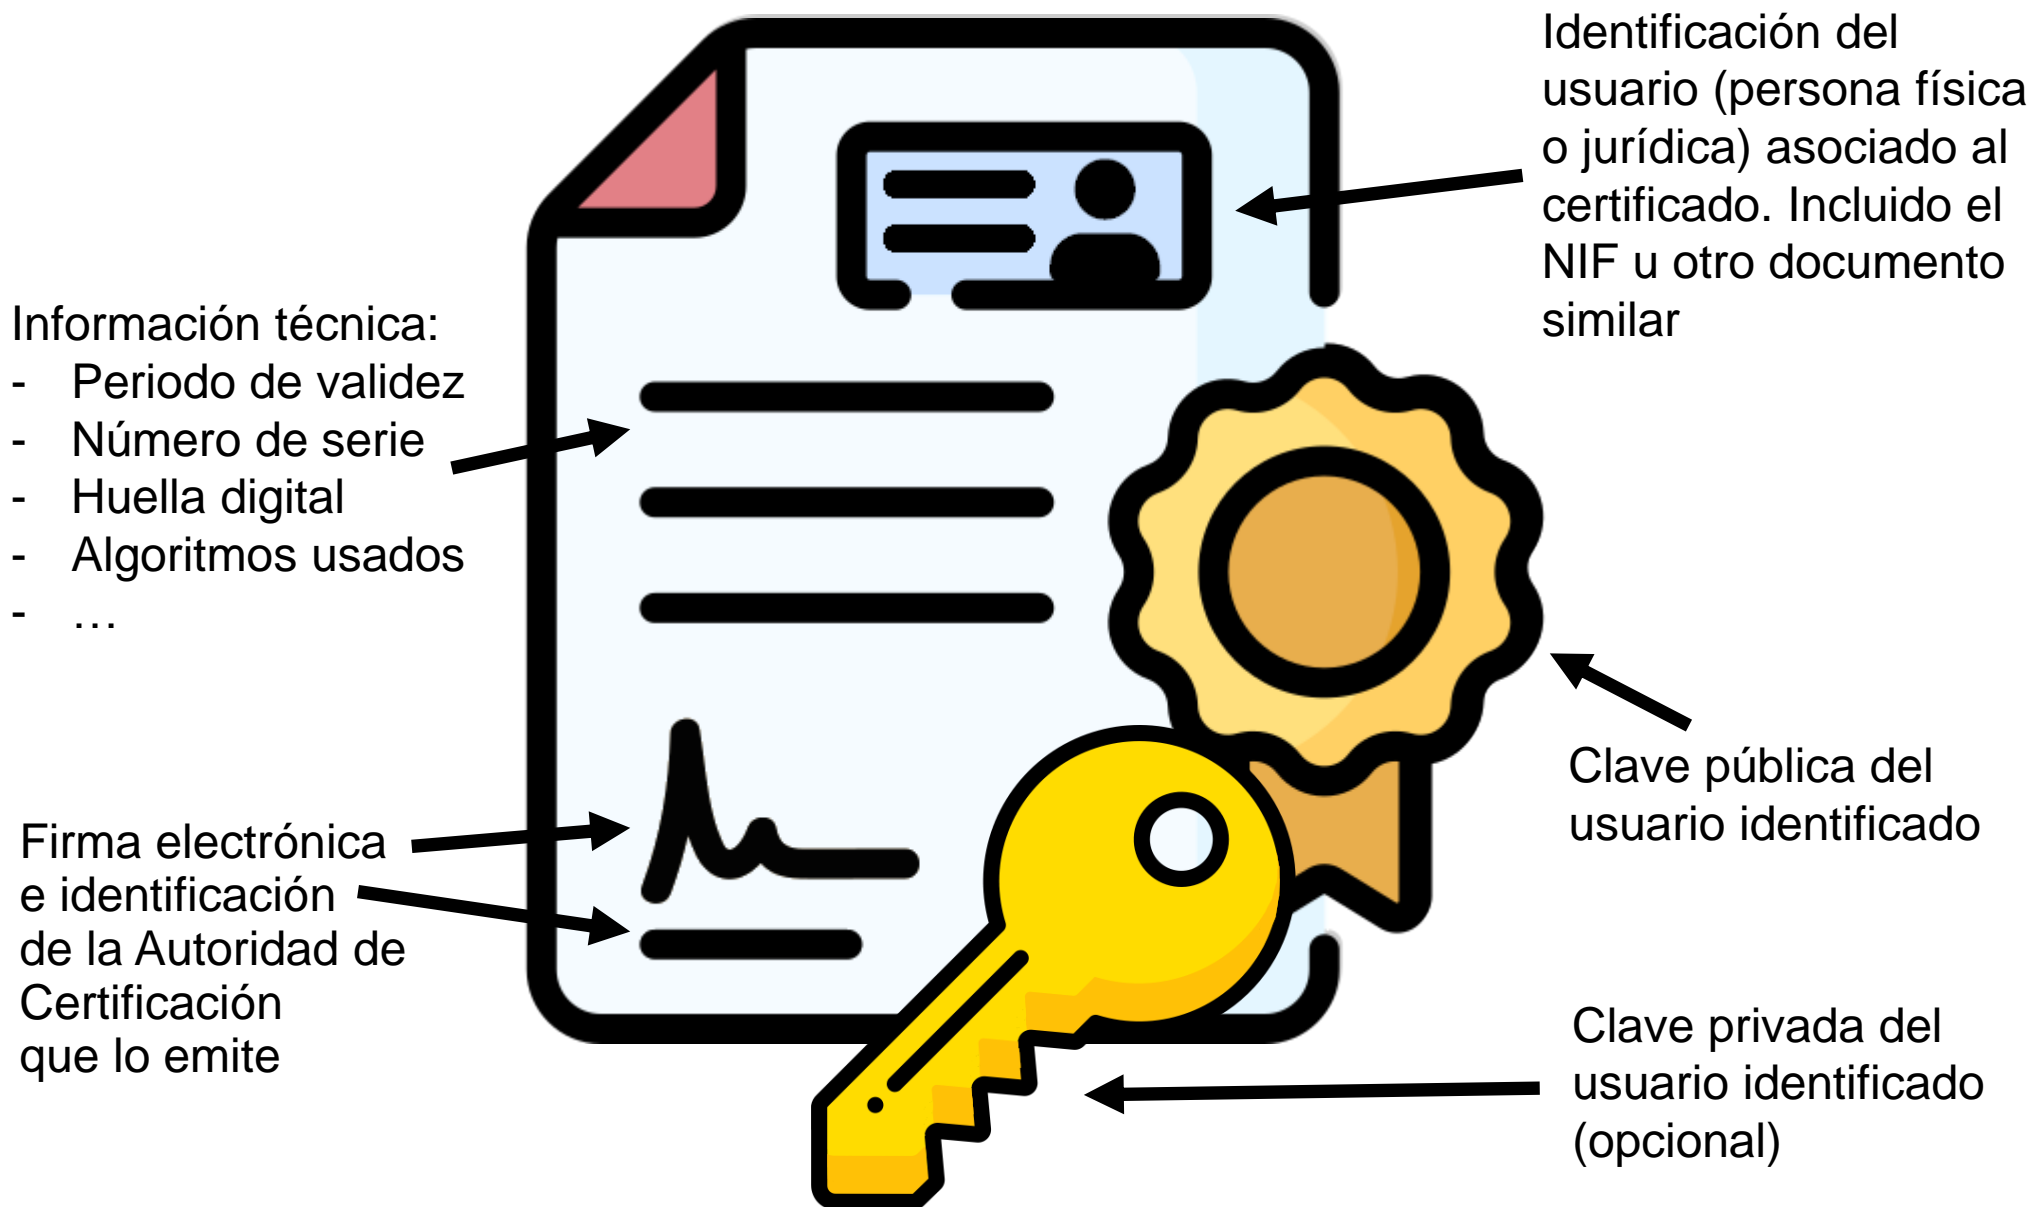 Identificación del
usuario (persona física
o jurídica) asociado al
certificado. Incluido el
NIF u otro documento
similar
Información técnica:
- Periodo de validez
- Número de serie
- Huella digital
- Algoritmos usados
- …
Clave pública del
usuario identificado
Firma electrónica
e identificación
de la Autoridad de
Certificación
que lo emite
Clave privada del
usuario identificado
(opcional)